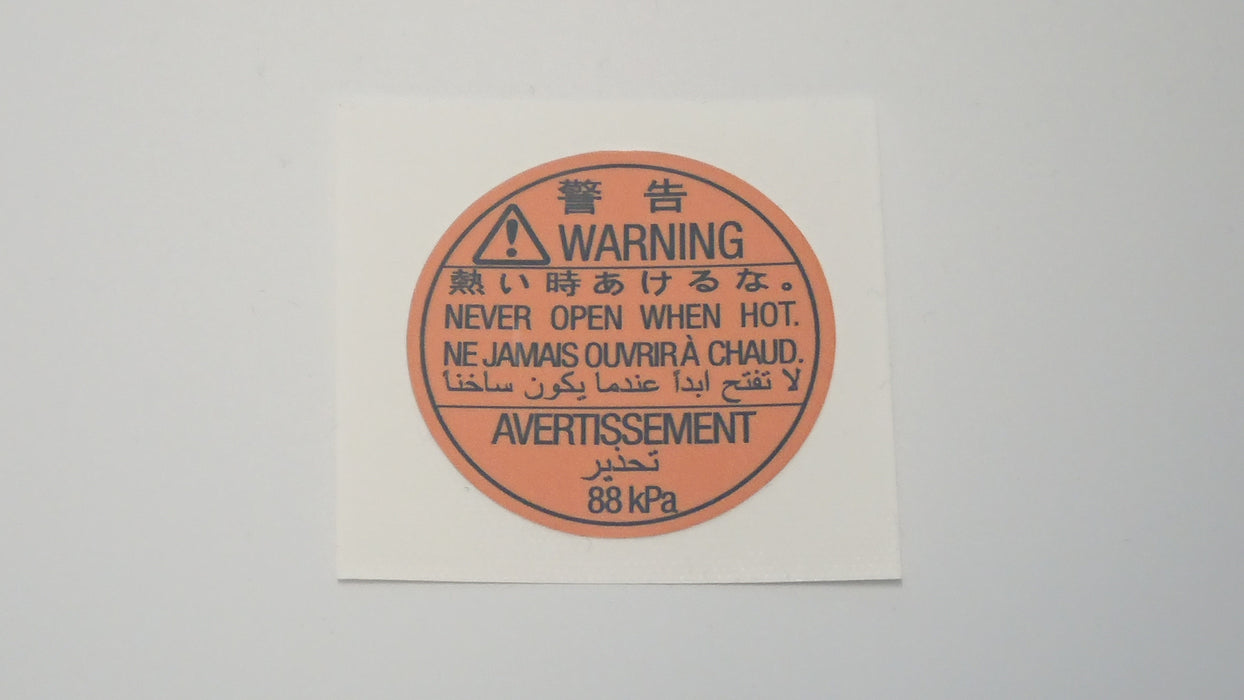 警告
WARNING
熱い時あけるな。
NEVER OPEN WHEN HOT.
NE JAMAIS OUVRIR À CHAUD.
لا تفتح ابداً عندما يكون ساخناً
AVERTISSEMENT
تحذير
88 kPa